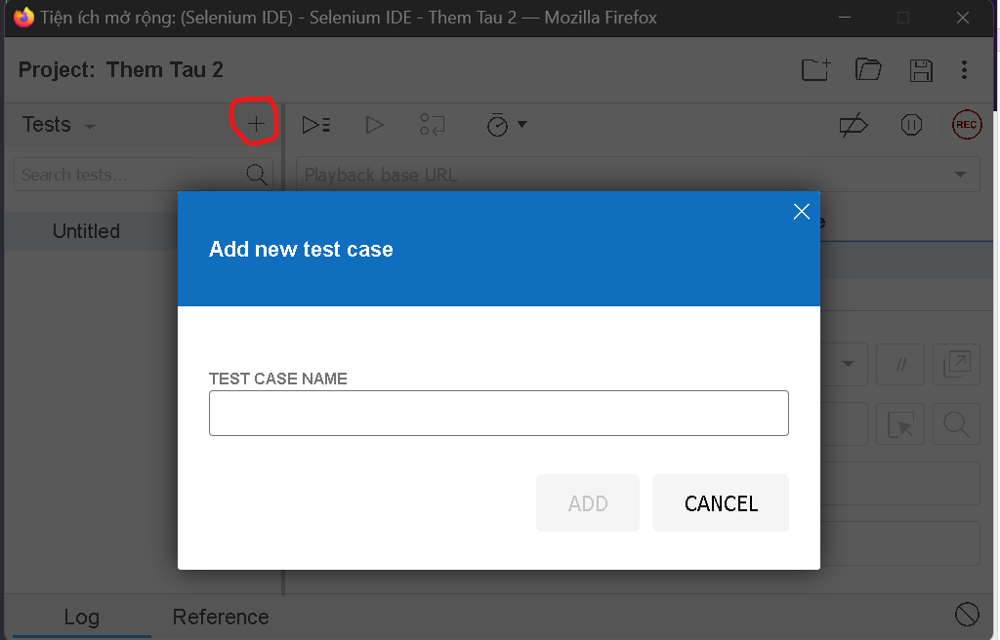 Tiện ích mở rộng: (Selenium IDE) - Selenium IDE - Them Tau 2 — Mozilla Firefox
Project: Them Tau 2
Tests
REC
Search tests...
Playback base URL
Untitled
Add new test case
e
//
TEST CASE NAME
ADD CANCEL
Log Reference